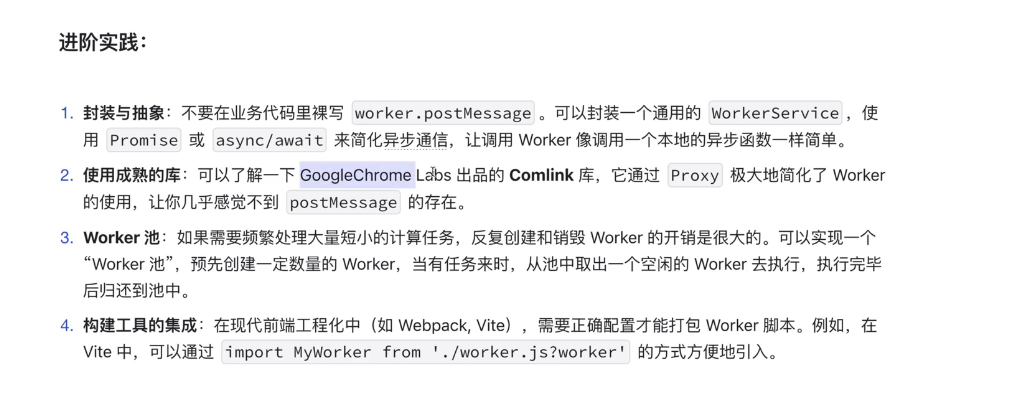 进阶实践：
1. 封装与抽象：不要在业务代码里裸写 worker.postMessage 。可以封装一个通用的 WorkerService ，使
用 Promise 或 async/await 来简化异步通信，让调用 Worker 像调用一个本地的异步函数一样简单。
2. 使用成熟的库：可以了解一下 GoogleChrome Labs 出品的 Comlink 库，它通过 Proxy 极大地简化了 Worker
的使用，让你几乎感觉不到 postMessage 的存在。
3. Worker 池：如果需要频繁处理大量短小的计算任务，反复创建和销毁 Worker 的开销是很大的。可以实现一个
“Worker 池”，预先创建一定数量的 Worker，当有任务来时，从池中取出一个空闲的 Worker 去执行，执行完毕
后归还到池中。
4. 构建工具的集成：在现代前端工程化中（如 Webpack, Vite），需要正确配置才能打包 Worker 脚本。例如，在
Vite 中，可以通过 import MyWorker from './worker.js?worker' 的方式方便地引入。